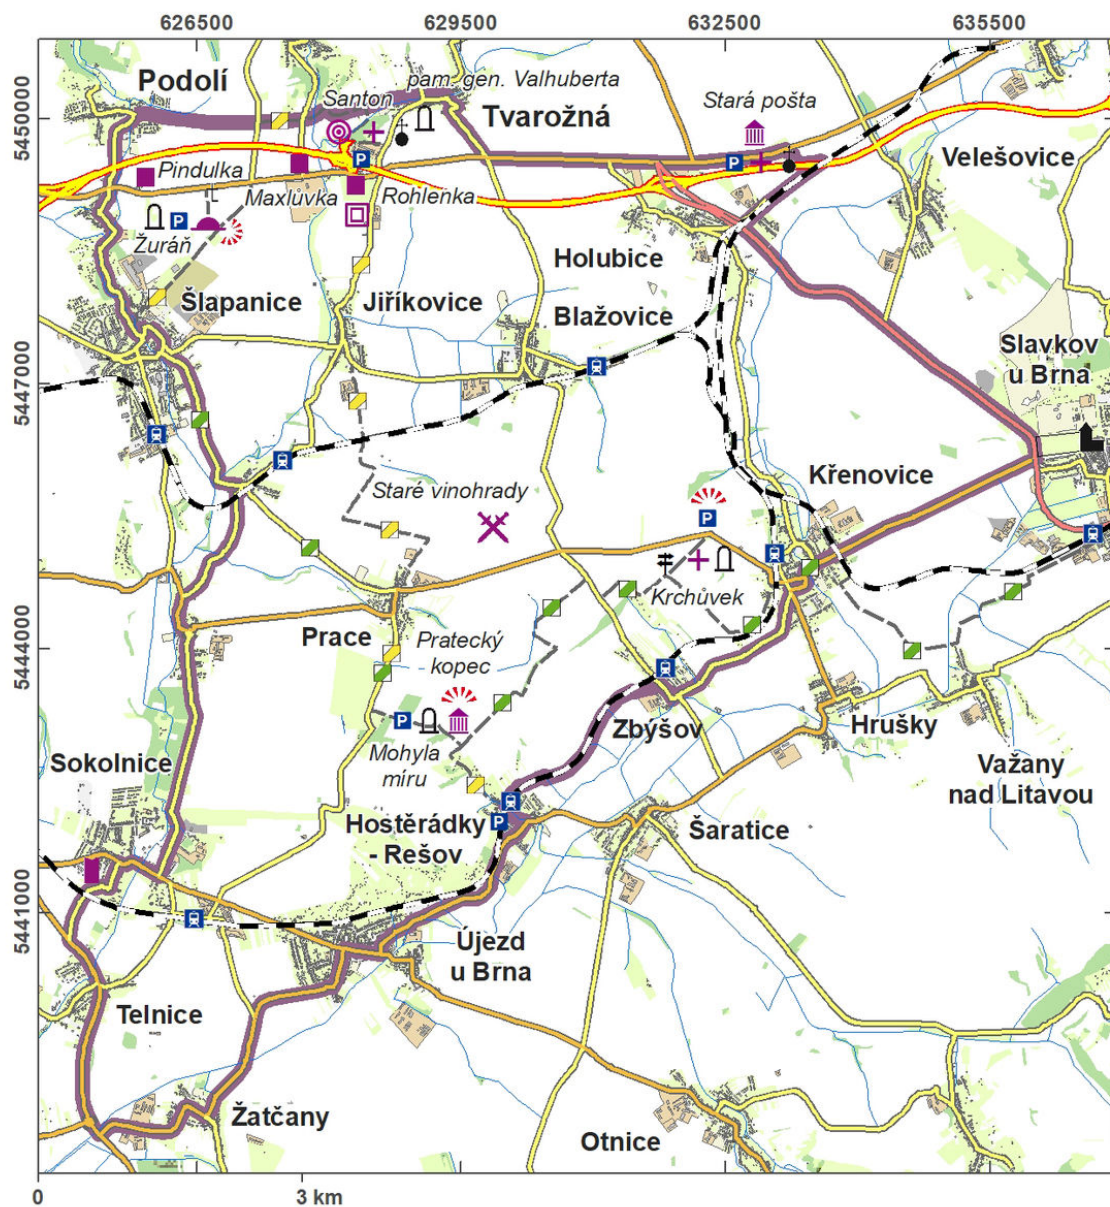 626500
629500
632500
635500
5450000
5447000
5444000
5441000
Podolí
pam. gen. Valhuberta
Santon
Tvarožná
Stará pošta
P
P
Velešovice
Pindulka
Maxlůvka
Rohlenka
P
Žuráň
Holubice
Šlapanice
Jiříkovice
Blažovice
Slavkov
u Brna
Křenovice
Staré vinohrady
P
Krchůvek
Prace
Pratecký
kopec
P
Mohyla
míru
Zbýšov
Hrušky
Važany
nad Litavou
Sokolnice
Hostěrádky
- Rešov
P
Šaratice
Újezd
u Brna
Telnice
Žatčany
Otnice
0
3 km